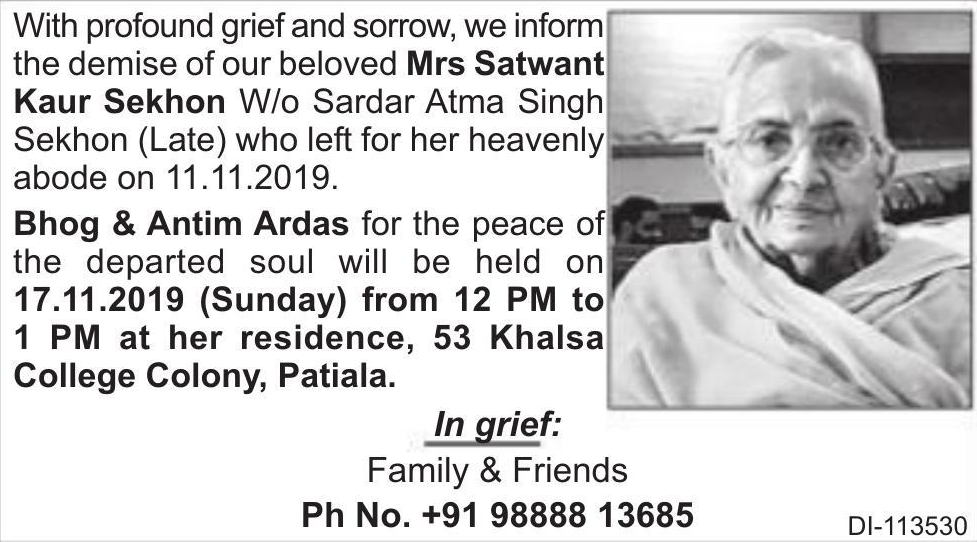 With profound grief and sorrow, we inform
the demise of our beloved Mrs Satwant
Kaur Sekhon W/o Sardar Atma Singh
Sekhon (Late) who left for her heavenly
abode on 11.11.2019.
Bhog & Antim Ardas for the peace of
the departed soul will be held on
17.11.2019 (Sunday) from 12 PM to
1 PM at her residence, 53 Khalsa
College Colony, Patiala.
In grief:
Family & Friends
Ph No. +91 98888 13685
DI-113530